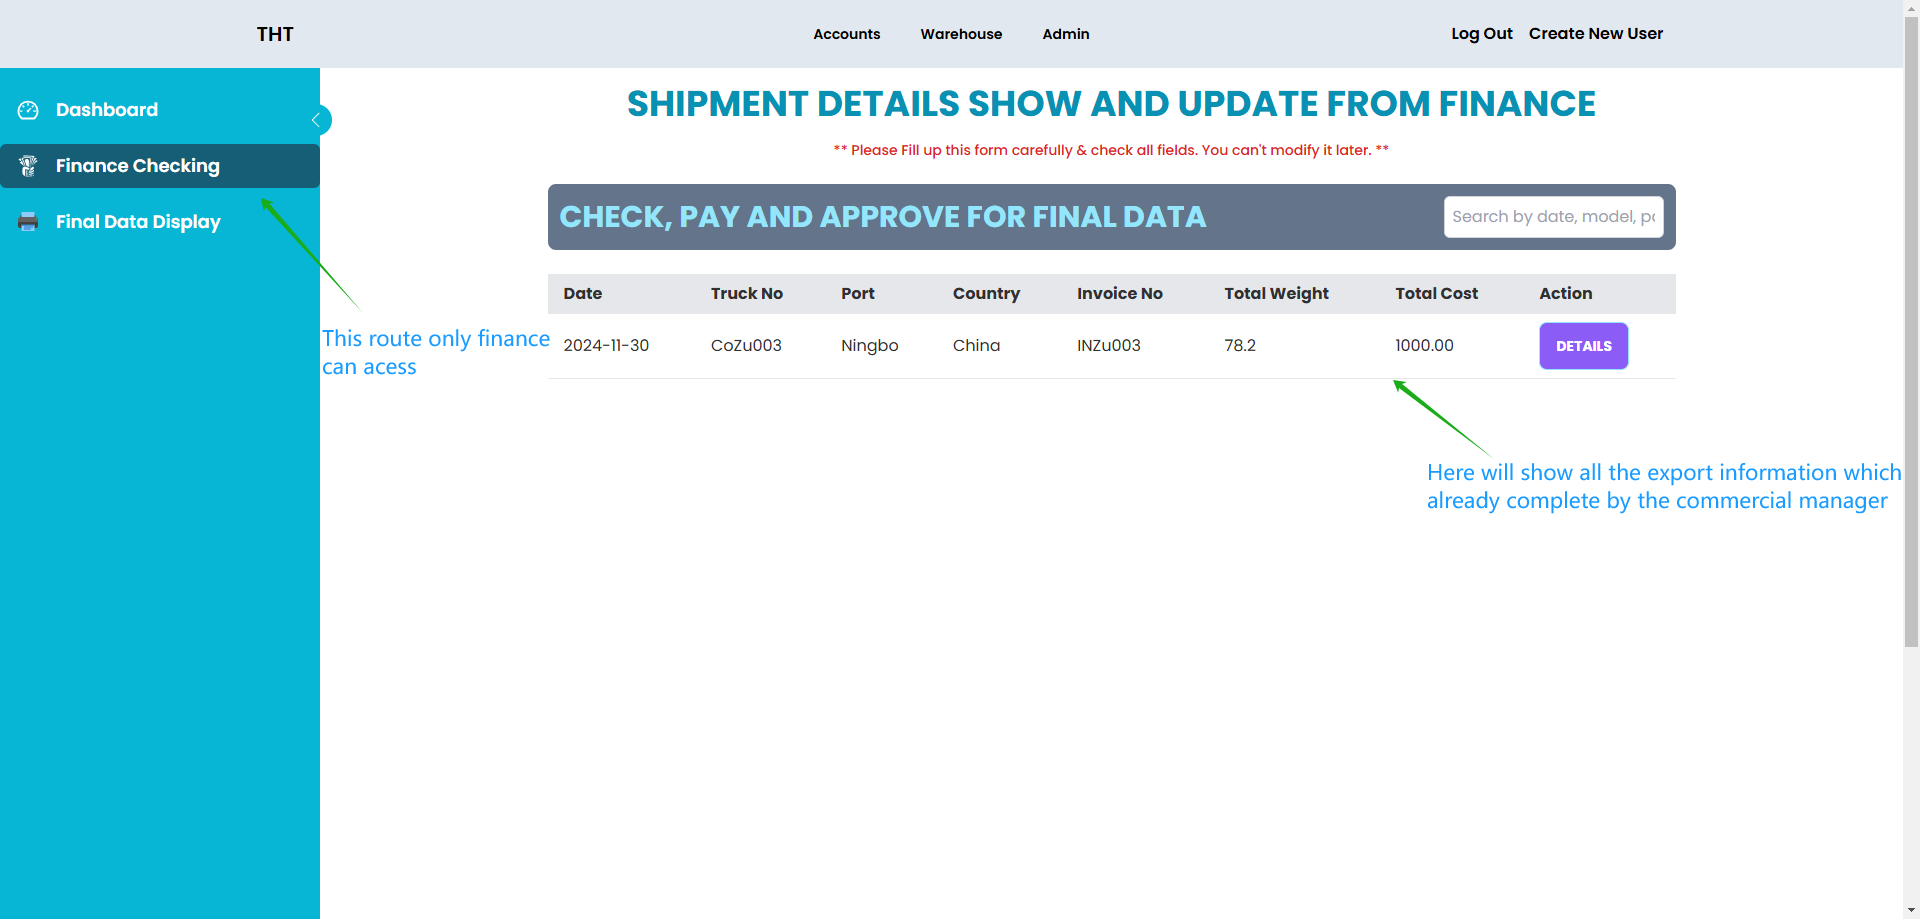 THT
Accounts Warehouse Admin
Log Out Create New User
Dashboard
Finance Checking
Final Data Display
SHIPMENT DETAILS SHOW AND UPDATE FROM FINANCE
** Please Fill up this form carefully & check all fields. You can't modify it later. **
CHECK, PAY AND APPROVE FOR FINAL DATA
Search by date, model, po
Date Truck No Port Country Invoice No Total Weight Total Cost Action
2024-11-30 CoZu003 Ningbo China INZu003 78.2 1000.00 DETAILS
This route only finance
can acess
Here will show all the export information which
already complete by the commercial manager